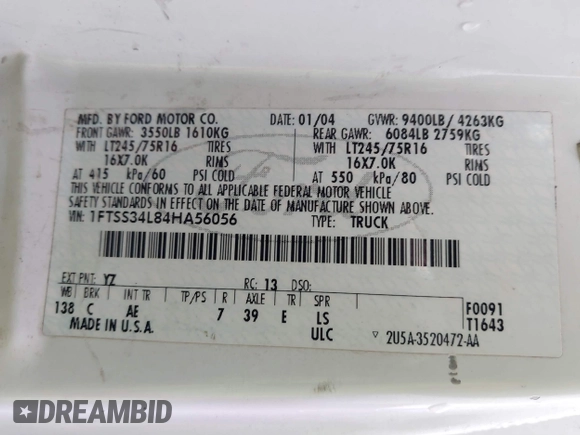 MFD. BY FORD MOTOR CO. DATE: 01/04 GVWR: 9400LB/ 4263KG
FRONT GAWR: 3550LB 1610KG REAR GAWR: 6084LB 2759KG
WITH LT245/75R16 TIRES WITH LT245/75R16 TIRES
16X7.0K RIMS 16X7.0K RIMS
AT 415 kPa/60 PSI COLD AT 550 kPa/80 PSI COLD
THIS VEHICLE CONFORMS TO ALL APPLICABLE FEDERAL MOTOR VEHICLE
SAFETY STANDARDS IN EFFECT ON THE DATE OF MANUFACTURE SHOWN ABOVE.
VIN: 1FTSS34L84HA56056 TYPE: TRUCK
EXT PNT: YZ RC: 13 DSO:
WB BRK INT TR TP/PS R AXLE TR SPR F0091
138 C AE 7 39 E LS T1643
MADE IN U.S.A. ULC ▽ 2U5A-3520472-AA
DREAMBID